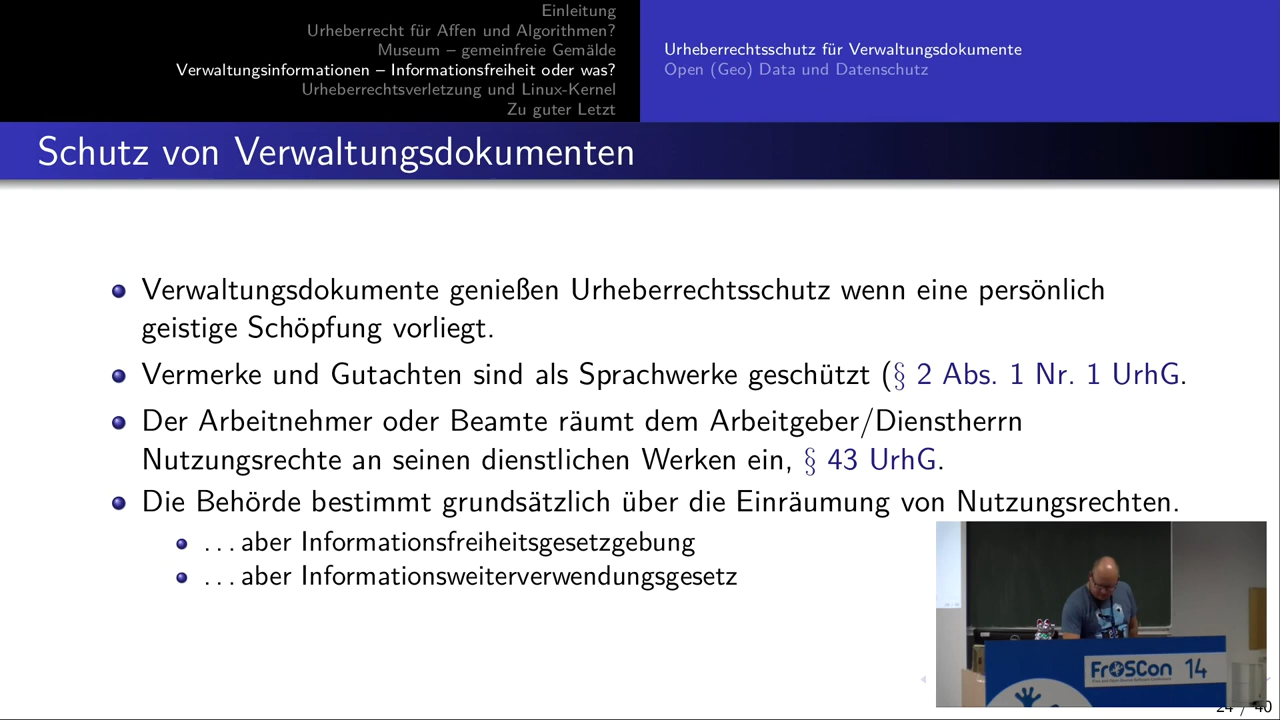 Einleitung
Urheberrecht für Affen und Algorithmen?
Museum – gemeinfreie Gemälde
Verwaltungsinformationen – Informationsfreiheit oder was?
Urheberrechtsverletzung und Linux-Kernel
Zu guter Letzt
Urheberrechtsschutz für Verwaltungsdokumente
Open (Geo) Data und Datenschutz
Schutz von Verwaltungsdokumenten
Verwaltungsdokumente genießen Urheberrechtsschutz wenn eine persönlich
geistige Schöpfung vorliegt.
Vermerke und Gutachten sind als Sprachwerke geschützt (§ 2 Abs. 1 Nr. 1 UrhG.
Der Arbeitnehmer oder Beamte räumt dem Arbeitgeber/Dienstherrn
Nutzungsrechte an seinen dienstlichen Werken ein, § 43 UrhG.
Die Behörde bestimmt grundsätzlich über die Einräumung von Nutzungsrechten.
. . . aber Informationsfreiheitsgesetzgebung
. . . aber Informationsweiterverwendungsgesetz
FrOSCon 14
24 / 40